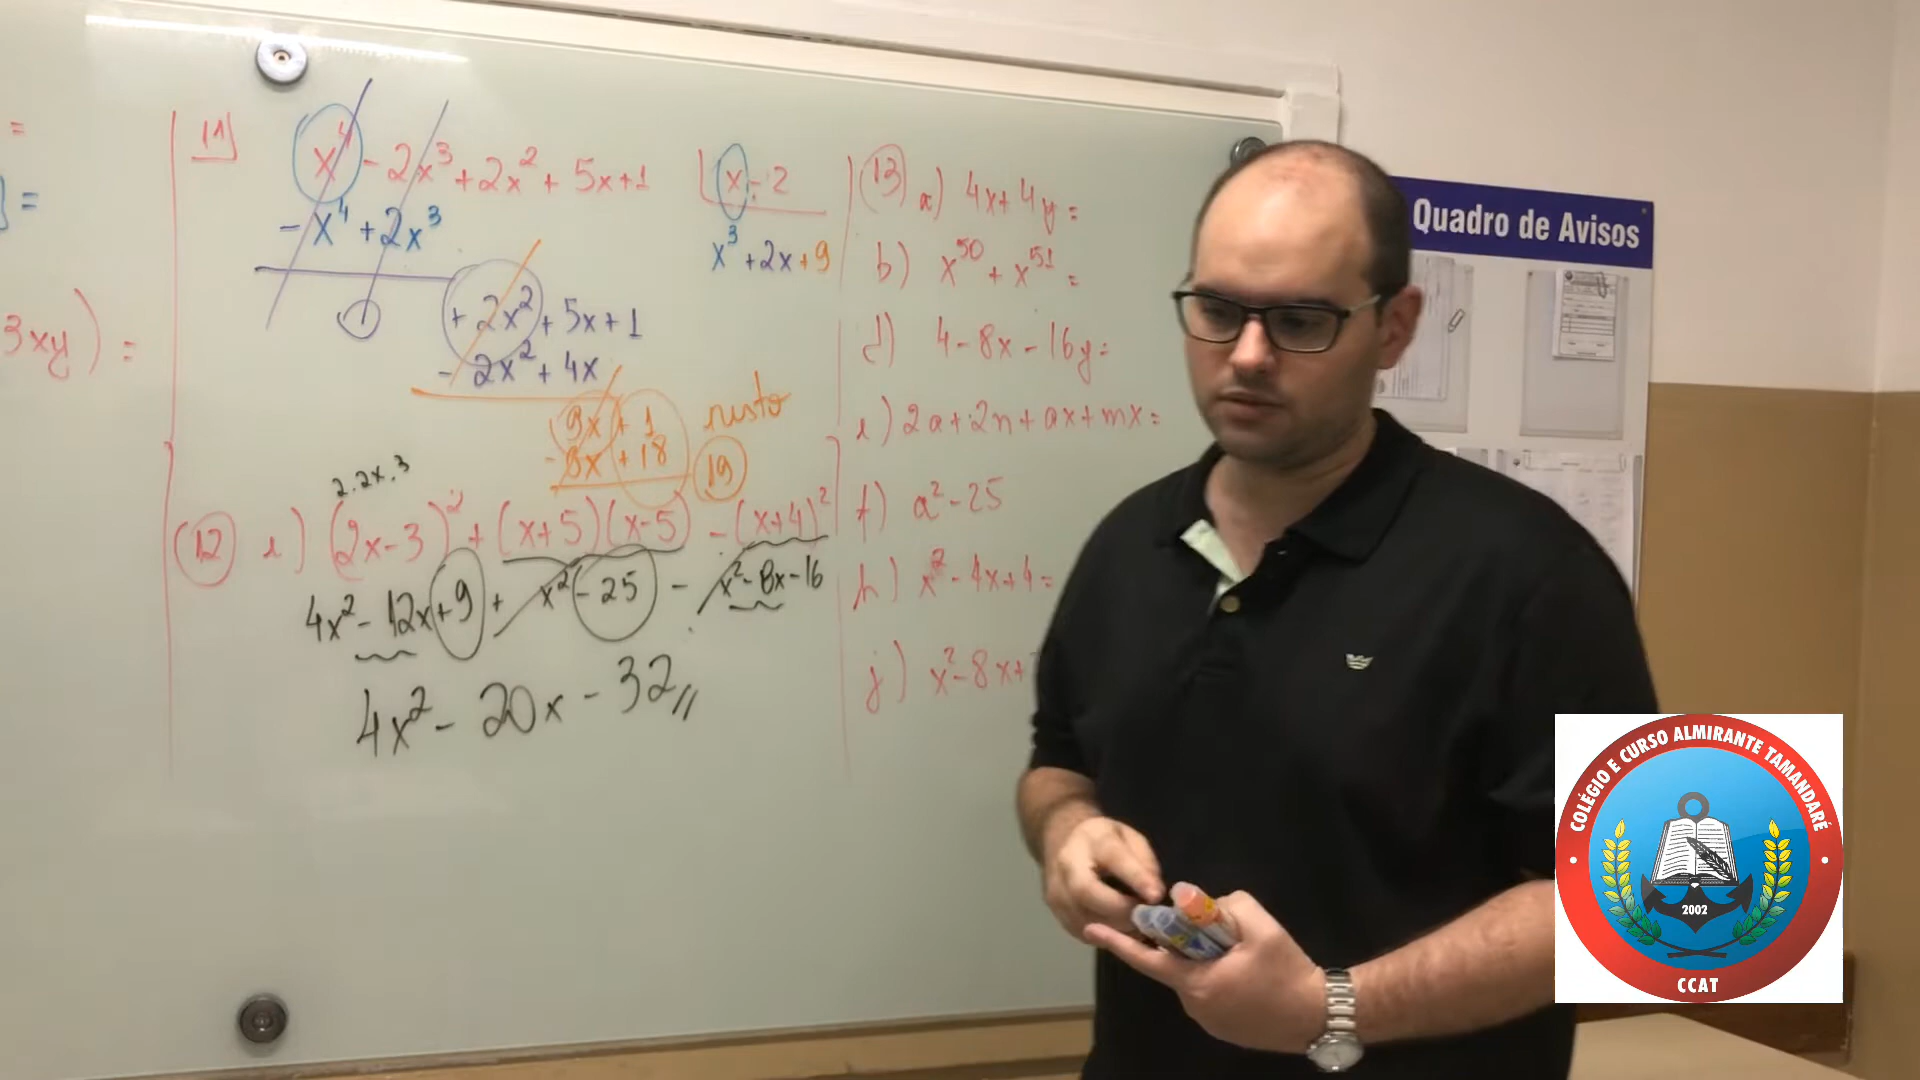 =
] =
3xy) =
11)
x⁴ - 2x³ + 2x² + 5x + 1 | x - 2
- x⁴ + 2x³
x³ + 2x + 9
0
+ 2x² + 5x + 1
- 2x² + 4x
9x + 1 resto
- 9x + 18 19
2.2x.3
12 e) (2x-3)² + (x+5)(x-5) - (x+4)²
4x² - 12x + 9 + x² - 25 - x² - 8x - 16
4x² - 20x - 32
13 a) 4x + 4y =
b) x⁵⁰ + x⁵¹ =
d) 4 - 8x - 16y =
e) 2a + 2n + ax + mx =
f) a² - 25
h) x² - 4x + 4 =
j) x² - 8x +
Quadro de Avisos
COLÉGIO E CURSO ALMIRANTE TAMANDARÉ
2002
CCAT